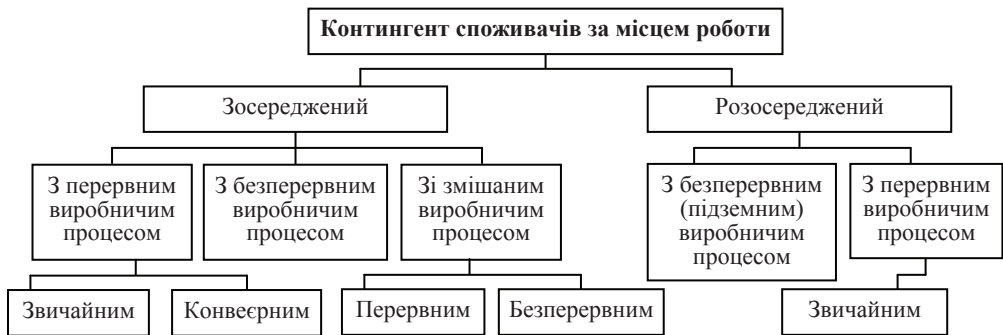 Контингент споживачів за місцем роботи
Зосереджений
Розосереджений
З перервним
виробничим
процесом
З безперервним
виробничим
процесом
Зі змішаним
виробничим
процесом
З безперервним
(підземним)
виробничим
процесом
З перервним
виробничим
процесом
Звичайним
Конвеєрним
Перервним
Безперервним
Звичайним